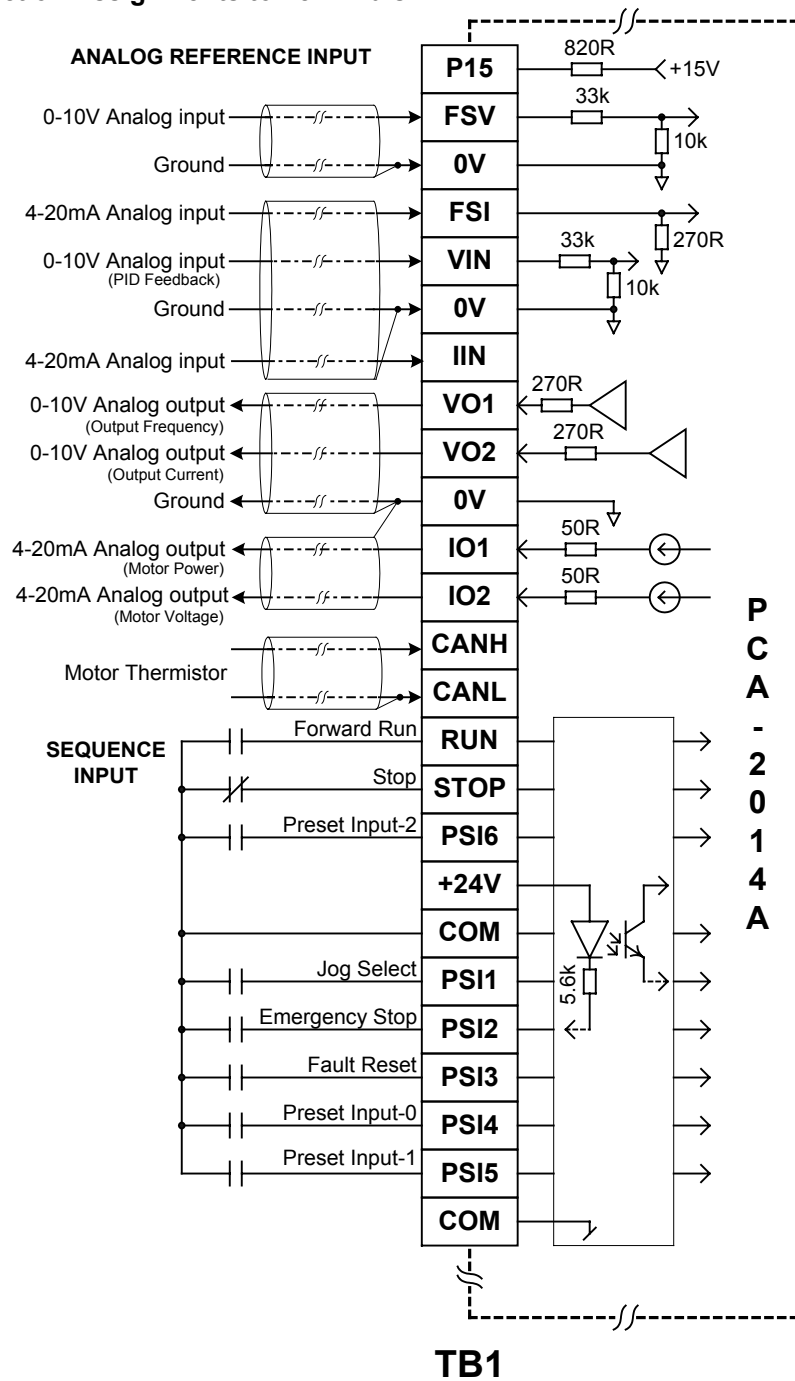 ANALOG REFERENCE INPUT
P15
820R
+15V
0-10V Analog input
FSV
33k
10k
Ground
0V
4-20mA Analog input
FSI
270R
0-10V Analog input
(PID Feedback)
VIN
33k
10k
Ground
0V
4-20mA Analog input
IIN
0-10V Analog output
(Output Frequency)
VO1
270R
0-10V Analog output
(Output Current)
VO2
270R
Ground
0V
4-20mA Analog output
(Motor Power)
IO1
50R
4-20mA Analog output
(Motor Voltage)
IO2
50R
Motor Thermistor
CANH
CANL
SEQUENCE
INPUT
Forward Run
RUN
Stop
STOP
Preset Input-2
PSI6
+24V
COM
Jog Select
PSI1
5.6k
Emergency Stop
PSI2
Fault Reset
PSI3
Preset Input-0
PSI4
Preset Input-1
PSI5
COM
PCA-2014A
TB1